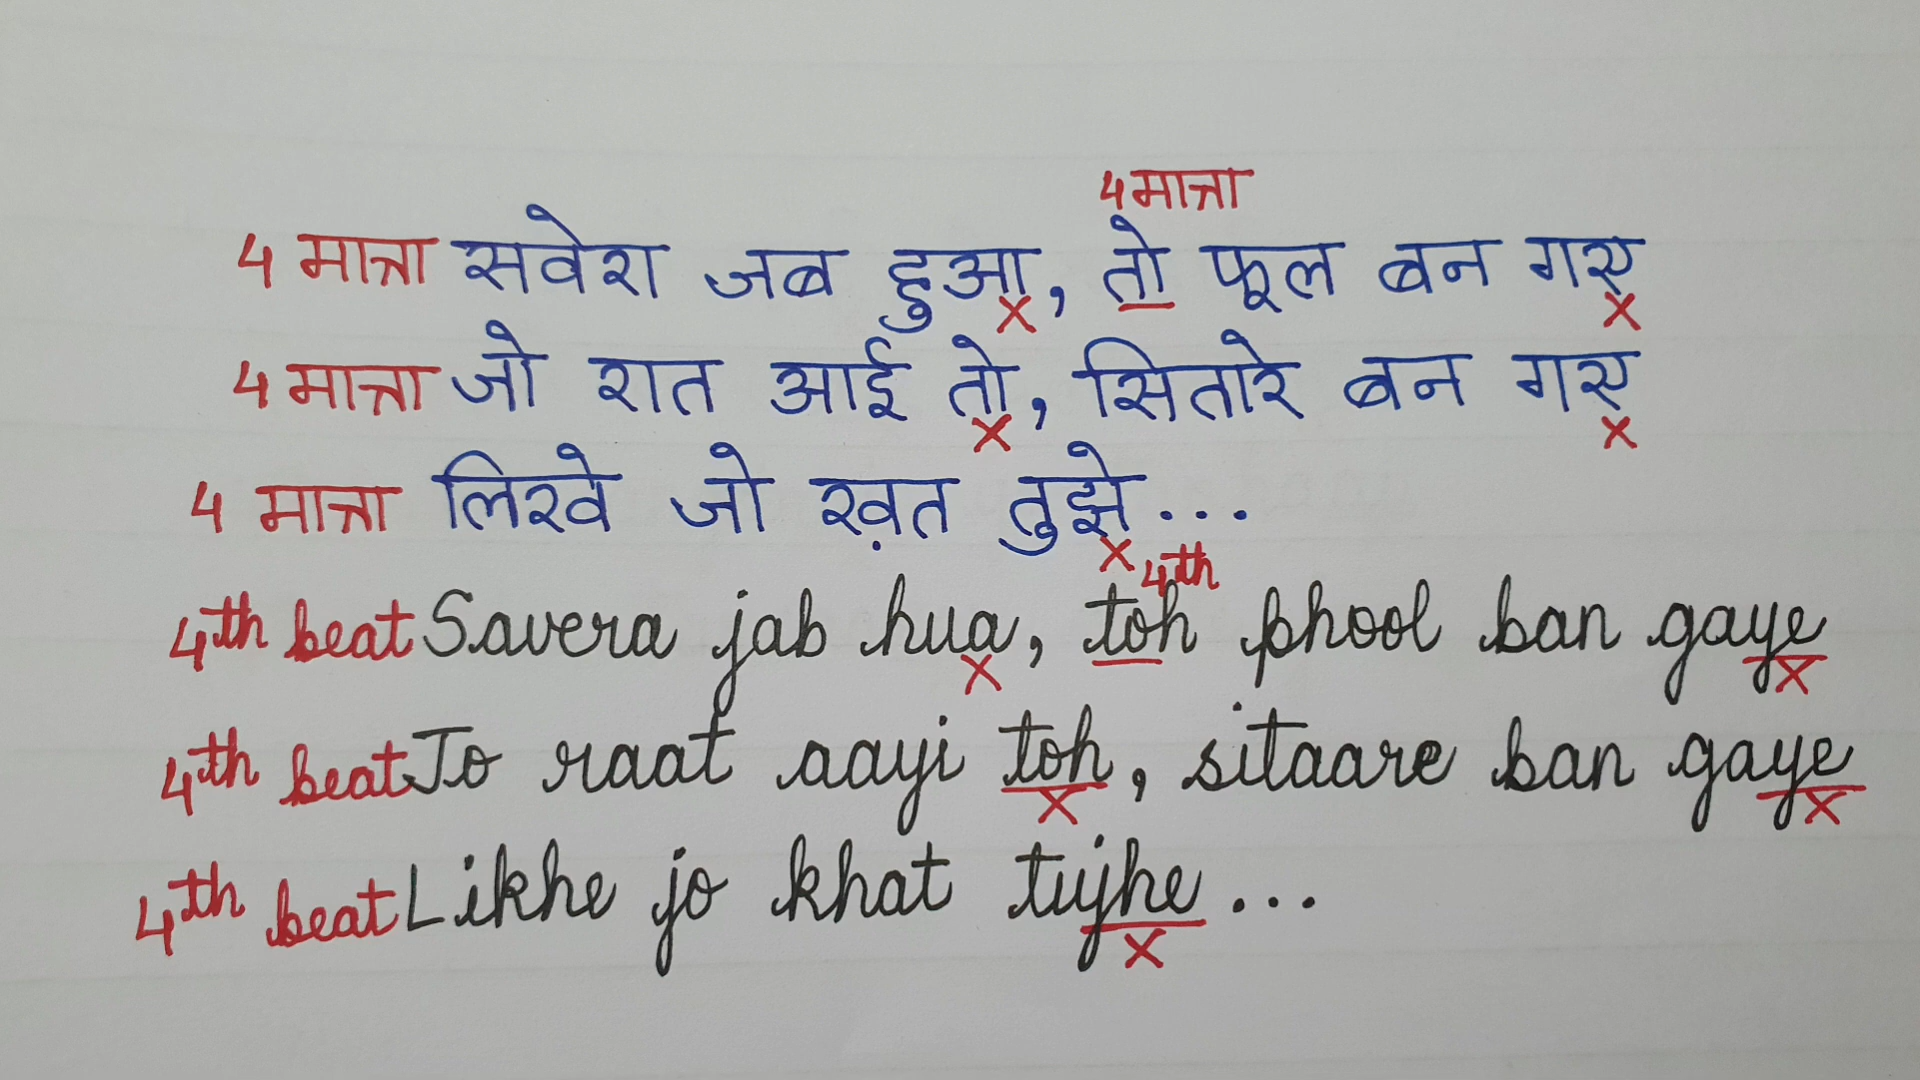 4 मात्रा
4 मात्रा सवेरा जब हुआ, तो फूल बन गए
x x
4 मात्रा जो रात आई तो, सितारे बन गए
x x
4 मात्रा लिखे जो ख़त तुझे...
x 4th
4th beat Savera jab hua, toh phool ban gaye
x x
4th beat Jo raat aayi toh, sitaare ban gaye
x x
4th beat Likhe jo khat tujhe...
x